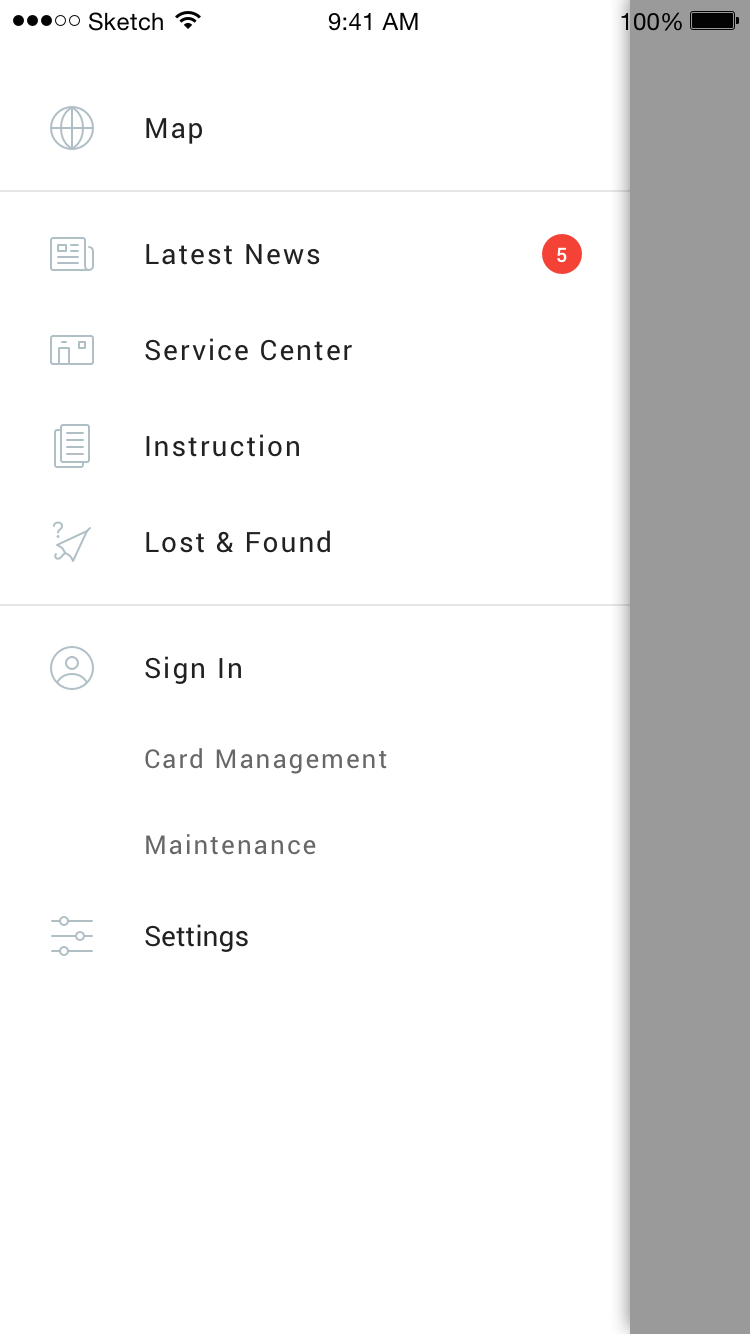 Sketch 9:41 AM 100%
Map
Latest News 5
Service Center
Instruction
? Lost & Found
Sign In
Card Management
Maintenance
Settings